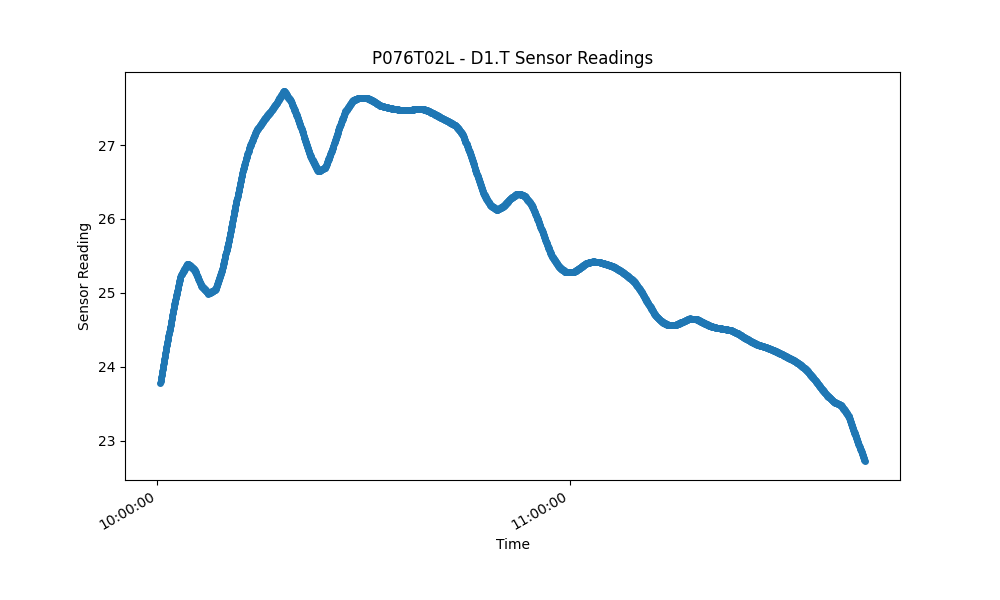 P076T02L - D1.T Sensor Readings
Sensor Reading
27
26
25
24
23
10:00:00
11:00:00
Time